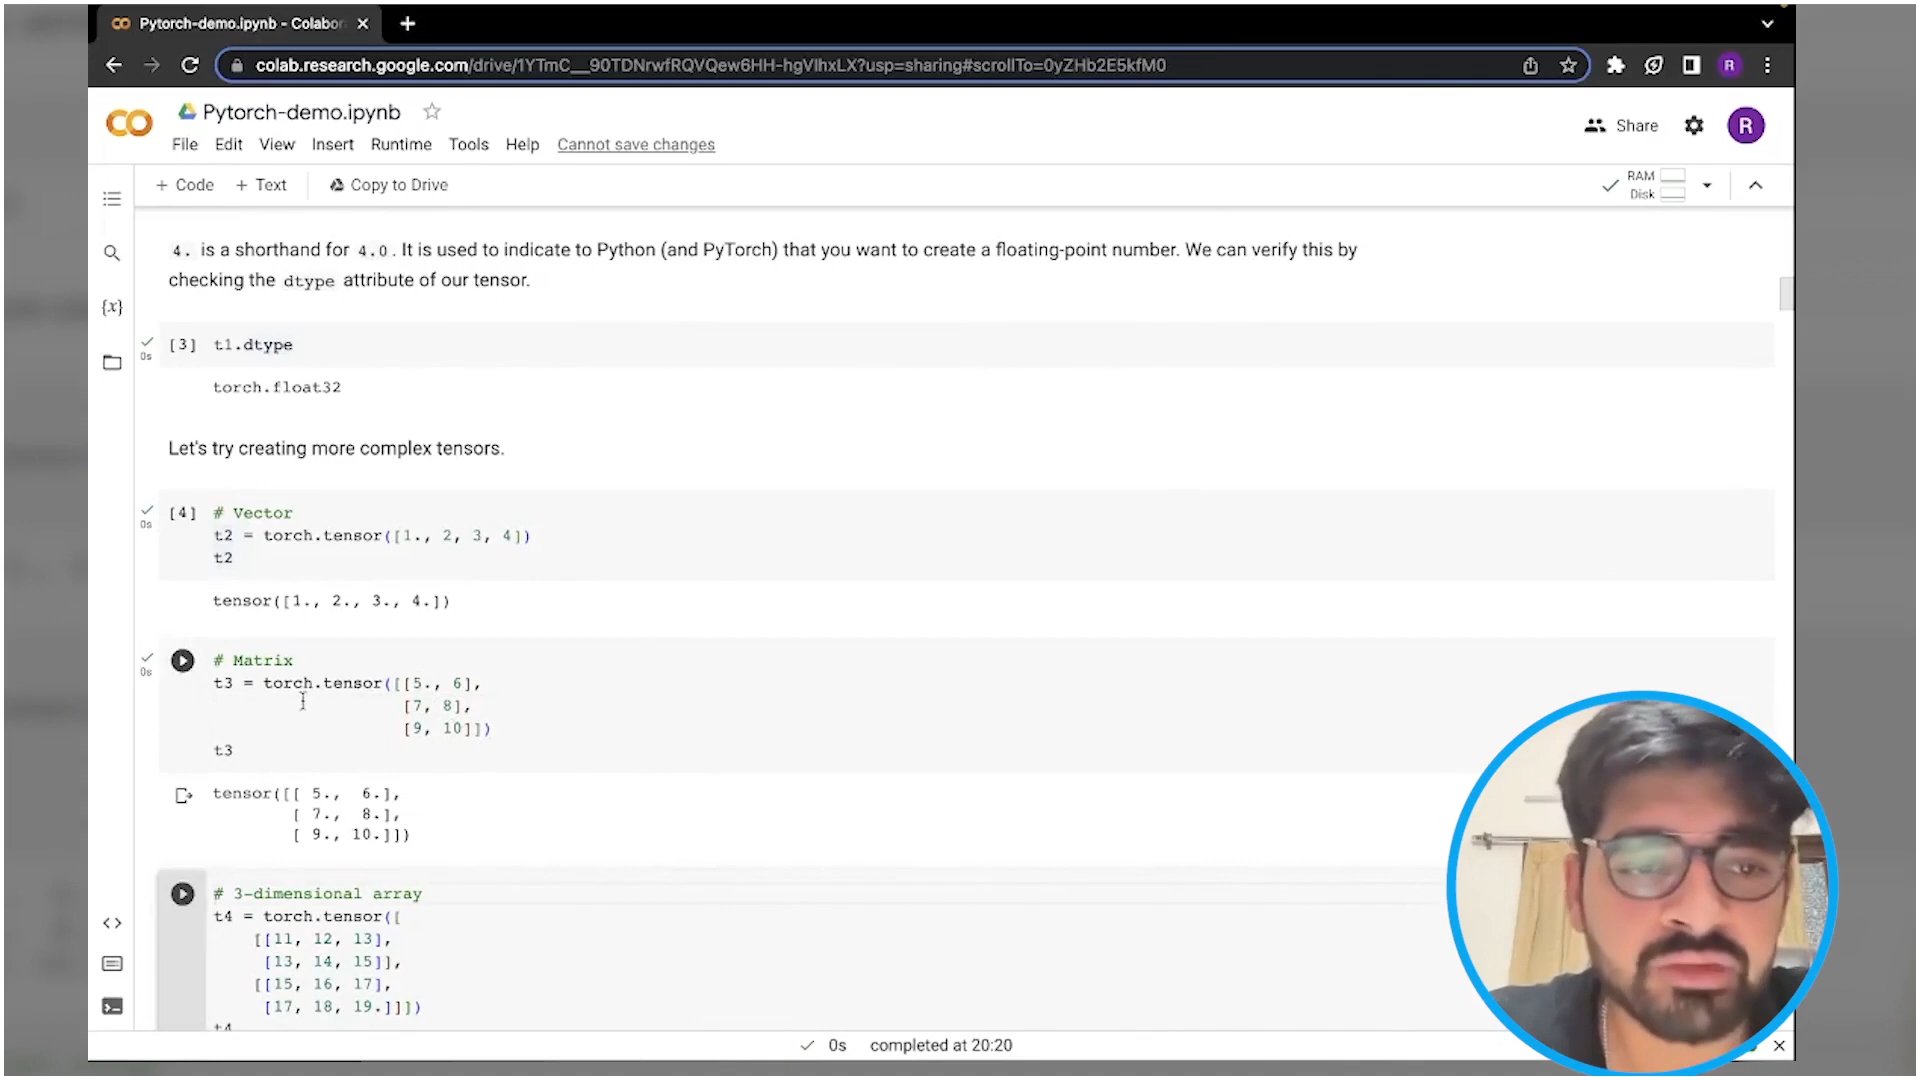 Pytorch-demo.ipynb - Colabor
colab.research.google.com/drive/1YTmC__90TDNrwfRQVQew6HH-hgVIhxLX?usp=sharing#scrollTo=0yZHb2E5kfM0
R
CO
Pytorch-demo.ipynb
Share
R
File Edit View Insert Runtime Tools Help Cannot save changes
+ Code + Text Copy to Drive
RAM
Disk
{x}
4. is a shorthand for 4.0. It is used to indicate to Python (and PyTorch) that you want to create a floating-point number. We can verify this by
checking the dtype attribute of our tensor.
0s
[3] t1.dtype
torch.float32
Let's try creating more complex tensors.
0s
[4] # Vector
t2 = torch.tensor([1., 2, 3, 4])
t2
tensor([1., 2., 3., 4.])
0s
# Matrix
t3 = torch.tensor([[5., 6],
[7, 8],
[9, 10]])
t3
tensor([[ 5., 6.],
[ 7., 8.],
[ 9., 10.]])
# 3-dimensional array
t4 = torch.tensor([
[[11, 12, 13],
[13, 14, 15]],
[[15, 16, 17],
[17, 18, 19.]]])
t4
0s completed at 20:20